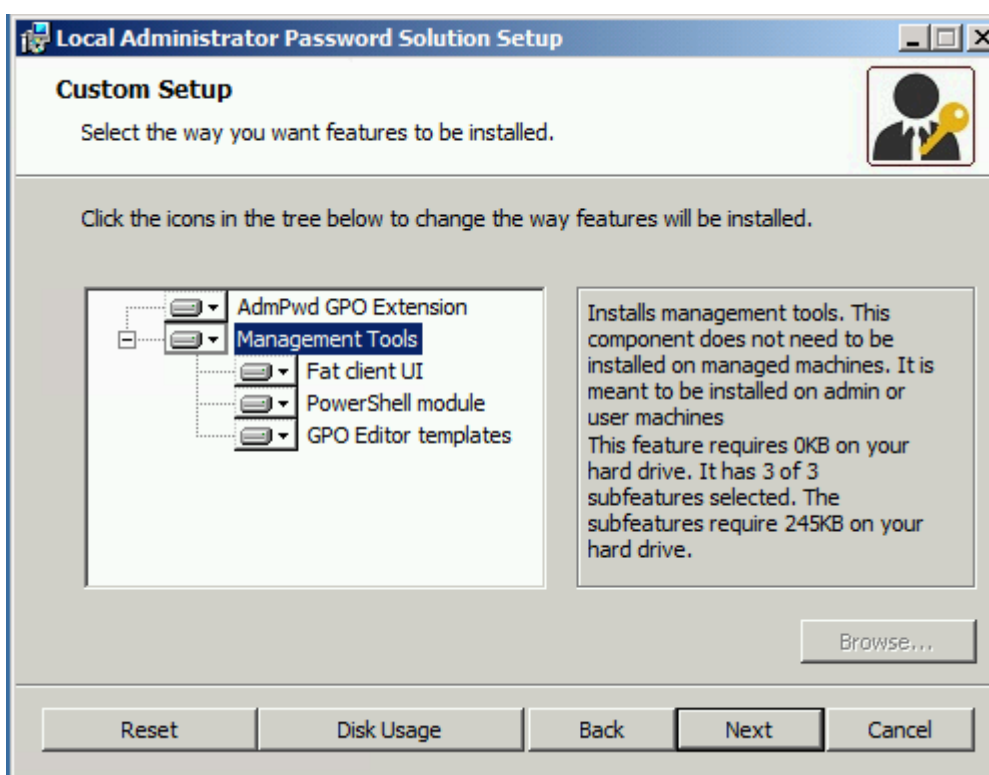 Local Administrator Password Solution Setup
Custom Setup
Select the way you want features to be installed.
Click the icons in the tree below to change the way features will be installed.
AdmPwd GPO Extension
Management Tools
Fat client UI
PowerShell module
GPO Editor templates
Installs management tools. This
component does not need to be
installed on managed machines. It is
meant to be installed on admin or
user machines
This feature requires 0KB on your
hard drive. It has 3 of 3
subfeatures selected. The
subfeatures require 245KB on your
hard drive.
Browse...
Reset
Disk Usage
Back
Next
Cancel